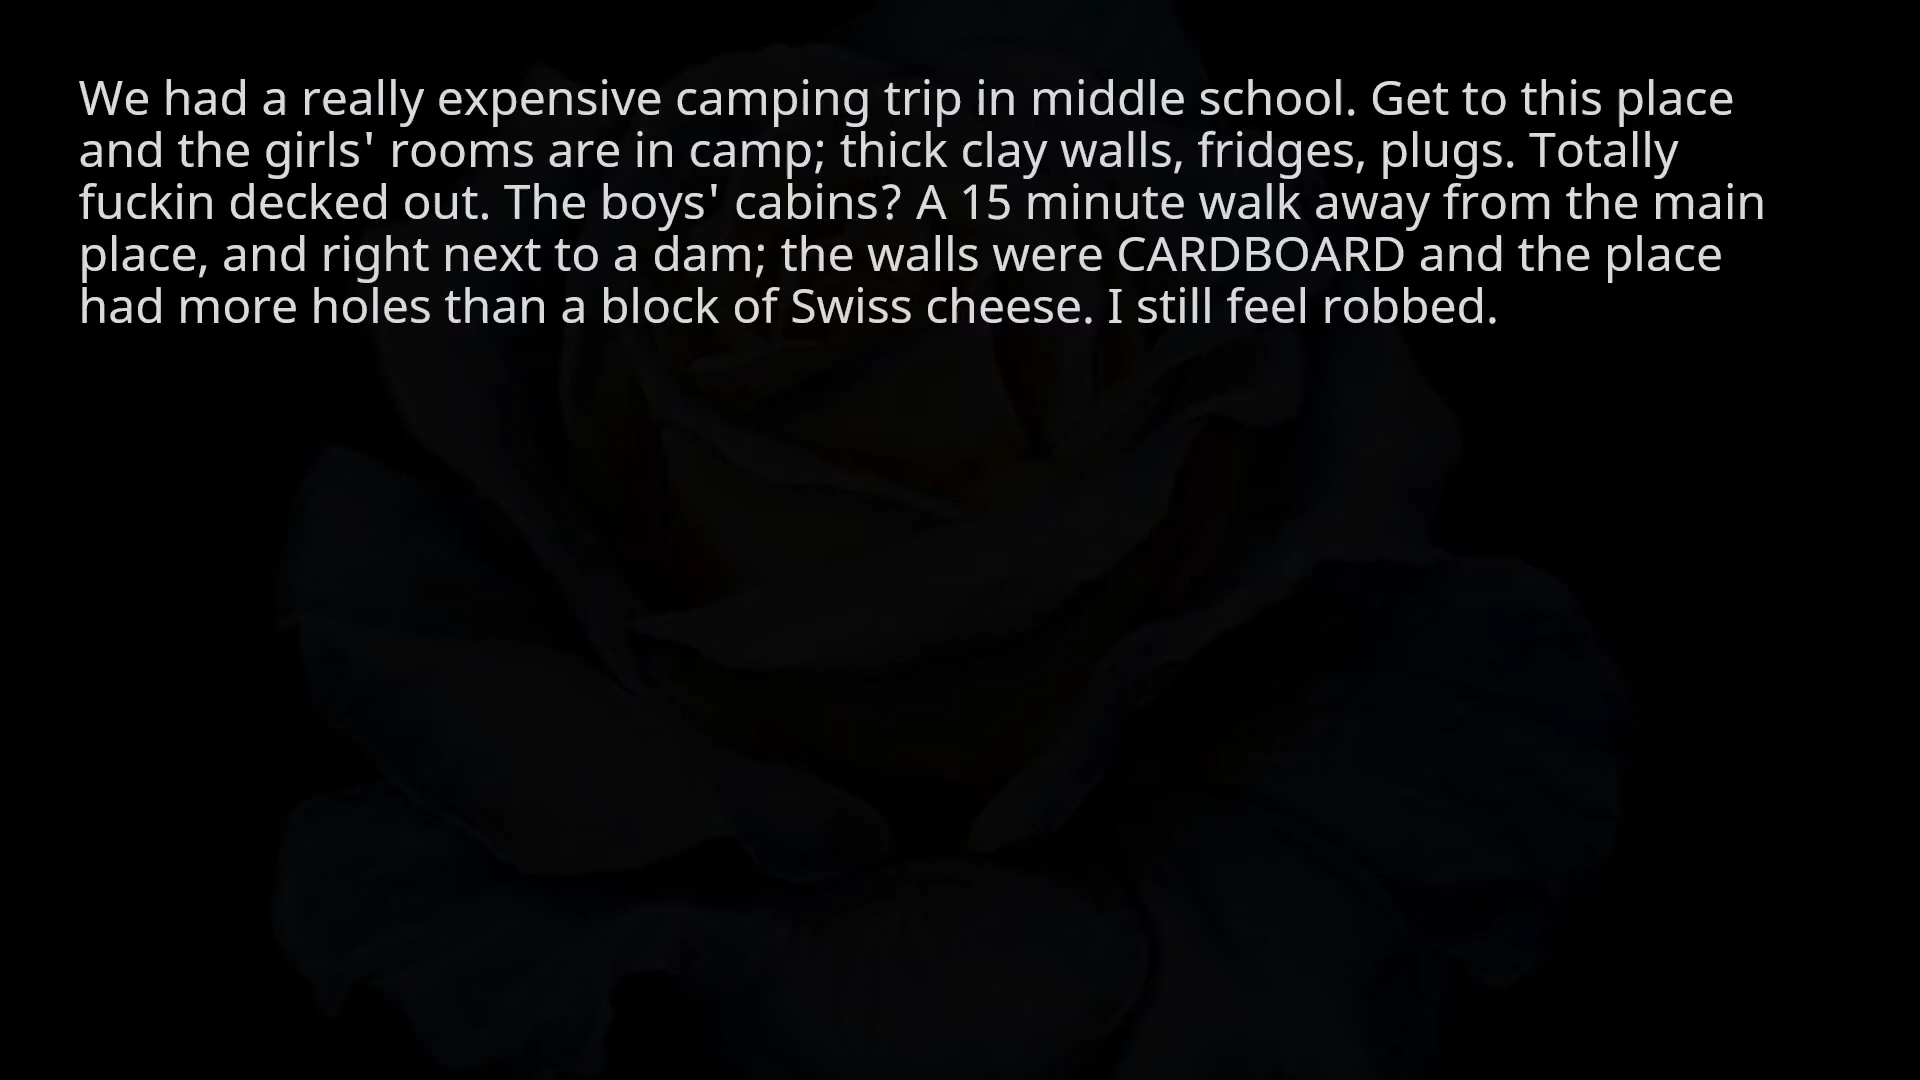 We had a really expensive camping trip in middle school. Get to this place
and the girls' rooms are in camp; thick clay walls, fridges, plugs. Totally
fuckin decked out. The boys' cabins? A 15 minute walk away from the main
place, and right next to a dam; the walls were CARDBOARD and the place
had more holes than a block of Swiss cheese. I still feel robbed.